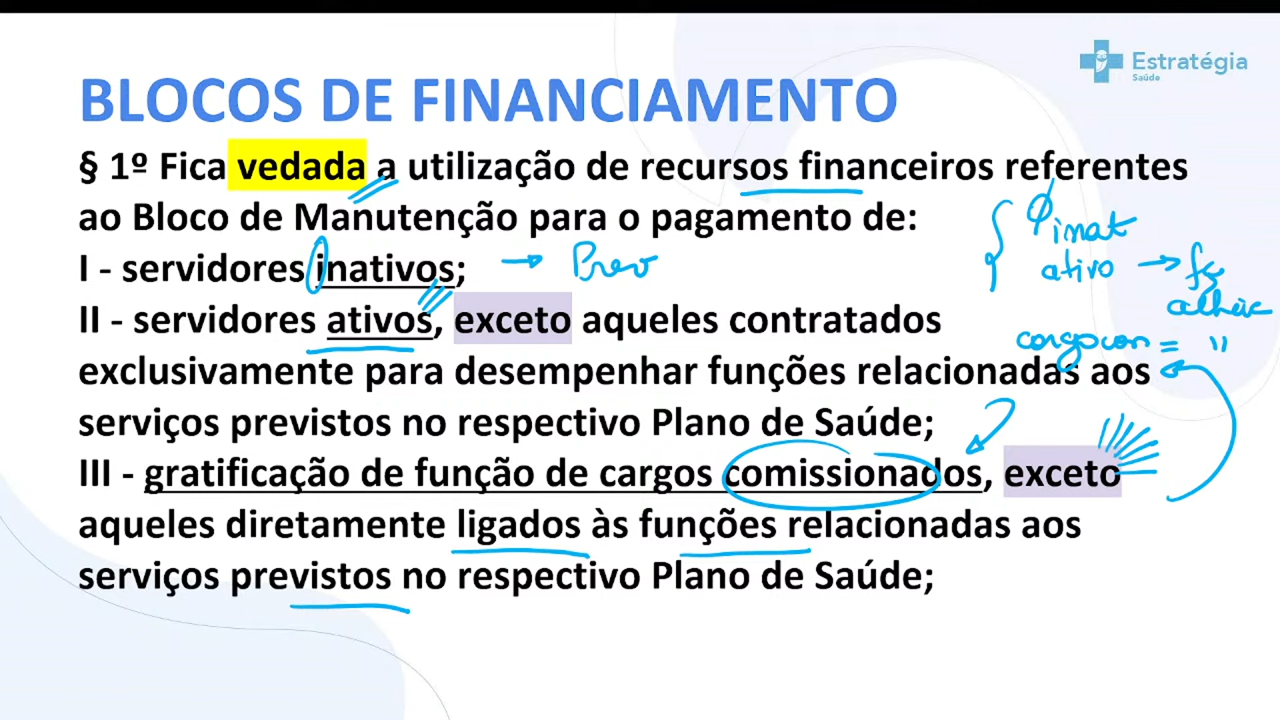 Estratégia
Saúde
BLOCOS DE FINANCIAMENTO
§ 1º Fica vedada a utilização de recursos financeiros referentes
ao Bloco de Manutenção para o pagamento de:
I - servidores inativos;
→ Prev
II - servidores ativos, exceto aqueles contratados
exclusivamente para desempenhar funções relacionadas aos
serviços previstos no respectivo Plano de Saúde;
III - gratificação de função de cargos comissionados, exceto
aqueles diretamente ligados às funções relacionadas aos
serviços previstos no respectivo Plano de Saúde;
inat
ativo →
= "